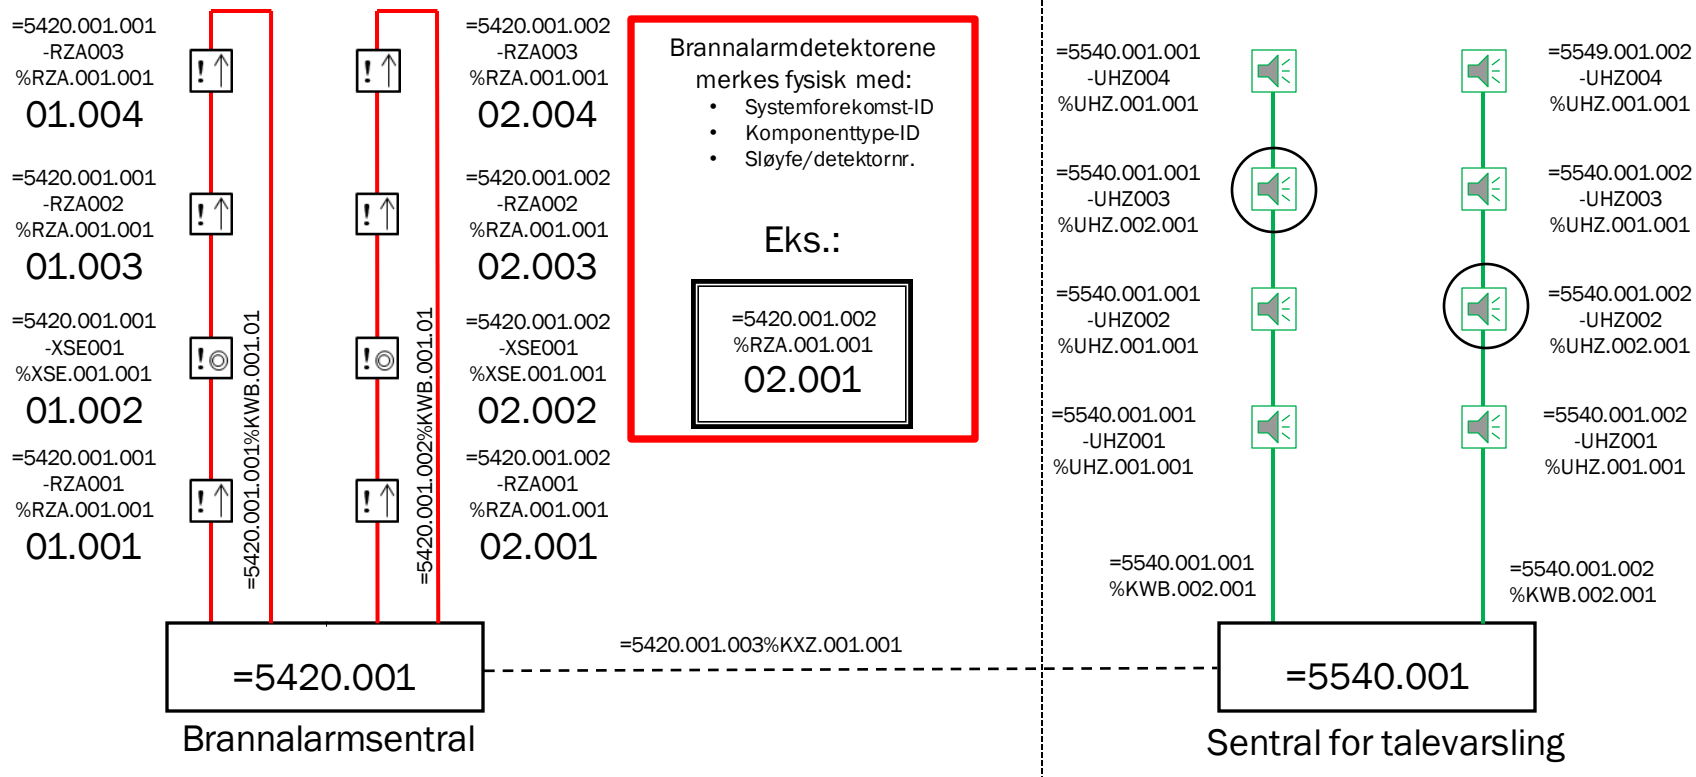 =5420.001.001
-RZA003
%RZA.001.001
01.004
=5420.001.001
-RZA002
%RZA.001.001
01.003
=5420.001.001
-XSE001
%XSE.001.001
01.002
=5420.001.001
-RZA001
%RZA.001.001
01.001
=5420.001.001%KWB.001.01
=5420.001.002
-RZA003
%RZA.001.001
02.004
=5420.001.002
-RZA002
%RZA.001.001
02.003
=5420.001.002
-XSE001
%XSE.001.001
02.002
=5420.001.002
-RZA001
%RZA.001.001
02.001
=5420.001.002%KWB.001.01
Brannalarmdetektorene
merkes fysisk med:
• Systemforekomst-ID
• Komponenttype-ID
• Sløyfe/detektornr.
Eks.:
=5420.001.002
%RZA.001.001
02.001
=5420.001
Brannalarmsentral
=5420.001.003%KXZ.001.001
=5540.001.001
-UHZ004
%UHZ.001.001
=5540.001.001
-UHZ003
%UHZ.002.001
=5540.001.001
-UHZ002
%UHZ.001.001
=5540.001.001
-UHZ001
%UHZ.001.001
=5540.001.001
%KWB.002.001
=5549.001.002
-UHZ004
%UHZ.001.001
=5540.001.002
-UHZ003
%UHZ.001.001
=5540.001.002
-UHZ002
%UHZ.002.001
=5540.001.002
-UHZ001
%UHZ.001.001
=5540.001.002
%KWB.002.001
=5540.001
Sentral for talevarsling